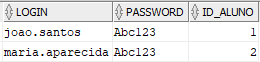 LOGIN PASSWORD ID_ALUNO
joao.santos Abc123 1
maria.aparecida Abc123 2